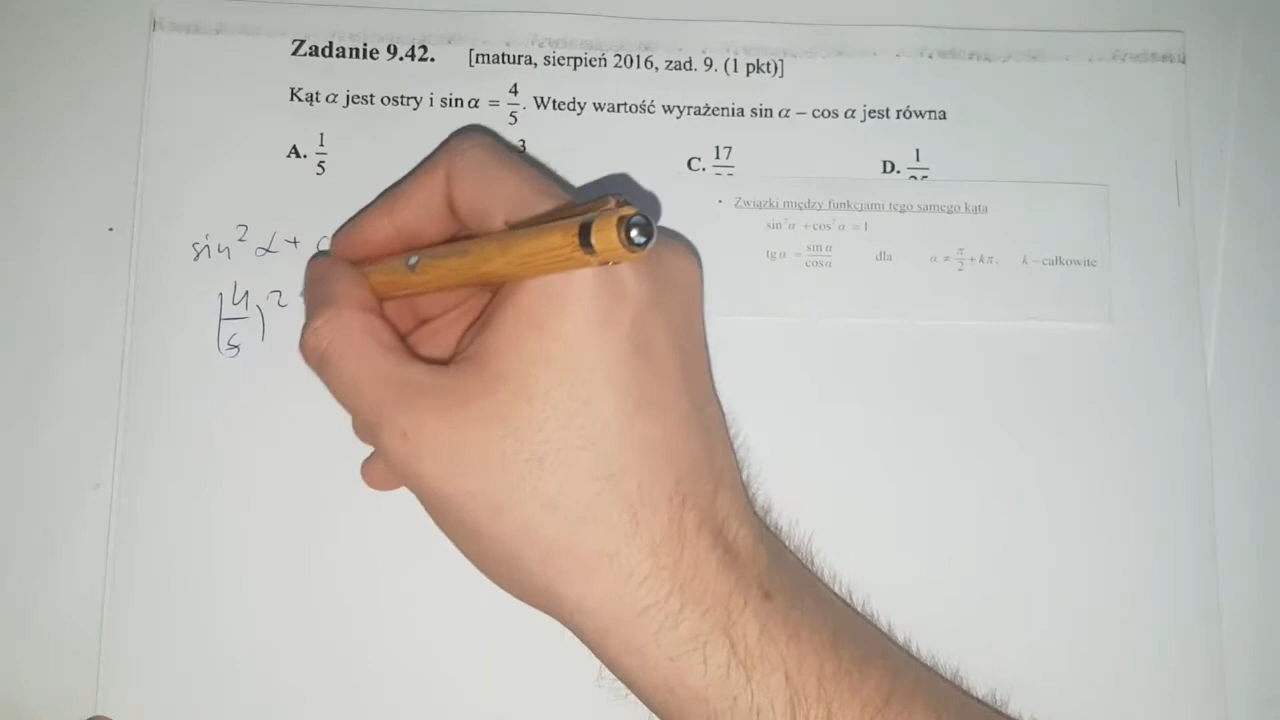 Zadanie 9.42. [matura, sierpień 2016, zad. 9. (1 pkt)]
Kąt α jest ostry i sin α = 4/5. Wtedy wartość wyrażenia sin α – cos α jest równa
A. 1/5 3 C. 17 D. 1
• Związki między funkcjami tego samego kąta
sin²α + cos²α = 1
tg α = sin α/cos α dla α ≠ π/2 + kπ, k – całkowite
sin² α +
(4/5)²